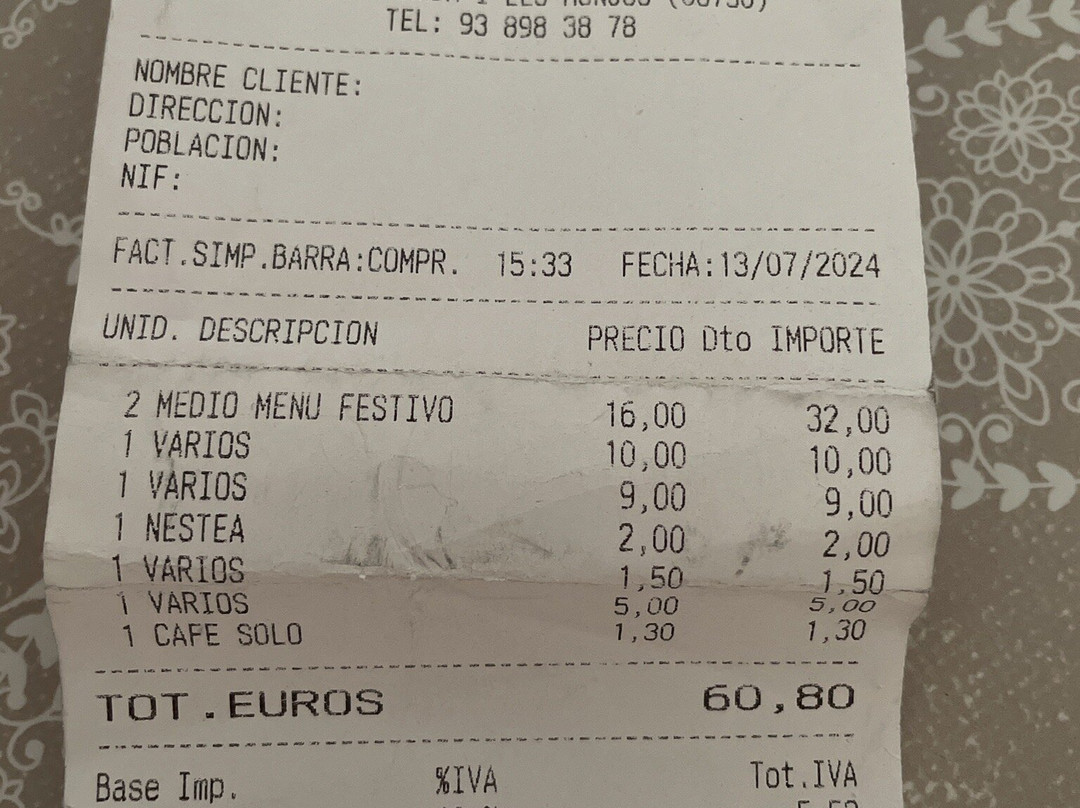 TEL: 93 898 38 78
NOMBRE CLIENTE:
DIRECCION:
POBLACION:
NIF:
FACT.SIMP.BARRA:COMPR. 15:33 FECHA:13/07/2024
UNID. DESCRIPCION PRECIO Dto IMPORTE
2 MEDIO MENU FESTIVO 16,00 32,00
1 VARIOS 10,00 10,00
1 VARIOS 9,00 9,00
1 NESTEA 2,00 2,00
1 VARIOS 1,50 1,50
1 VARIOS 5,00 5,00
1 CAFE SOLO 1,30 1,30
TOT.EUROS 60,80
Base Imp. %IVA Tot.IVA